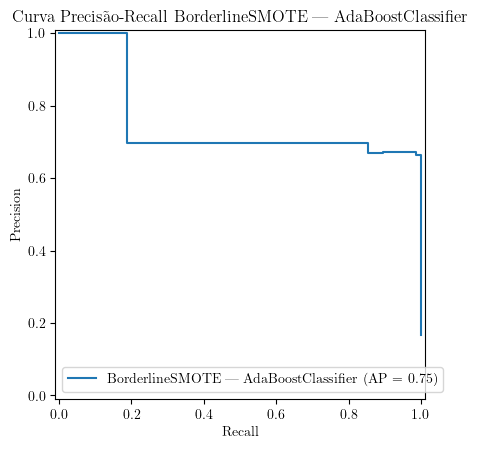 Curva Precisão-Recall BorderlineSMOTE — AdaBoostClassifier
1.0
0.8
0.6
0.4
0.2
0.0
Precision
BorderlineSMOTE — AdaBoostClassifier (AP = 0.75)
0.0 0.2 0.4 0.6 0.8 1.0
Recall